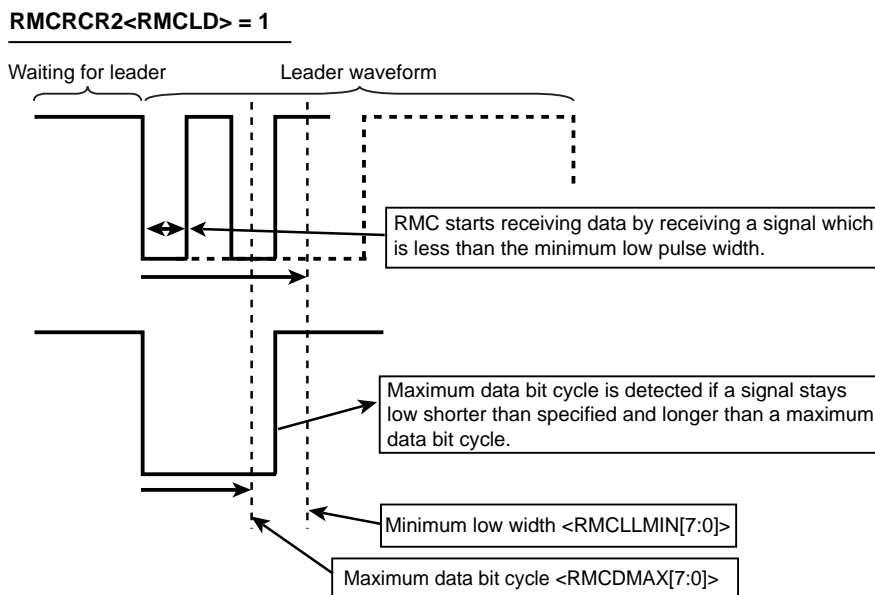 RMCRCR2<RMCLD> = 1
Waiting for leader
Leader waveform
RMC starts receiving data by receiving a signal which
is less than the minimum low pulse width.
Maximum data bit cycle is detected if a signal stays
low shorter than specified and longer than a maximum
data bit cycle.
Minimum low width <RMCLLMIN[7:0]>
Maximum data bit cycle <RMCDMAX[7:0]>